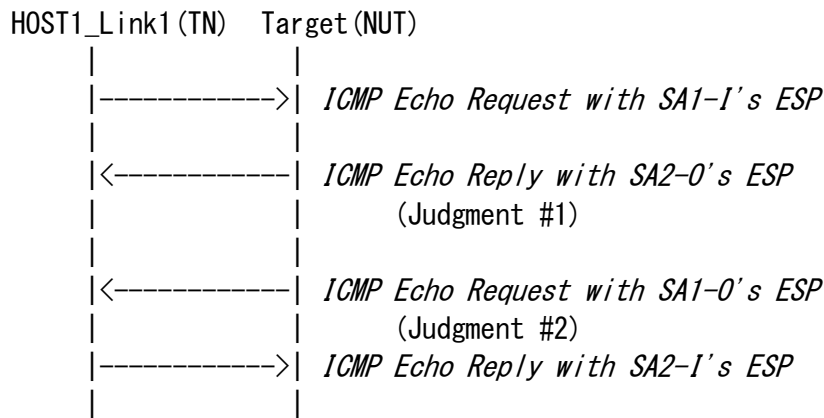 HOST1_Link1(TN) Target(NUT)
ICMP Echo Request with SA1-I's ESP
ICMP Echo Reply with SA2-O's ESP
(Judgment #1)
ICMP Echo Request with SA1-O's ESP
(Judgment #2)
ICMP Echo Reply with SA2-I's ESP